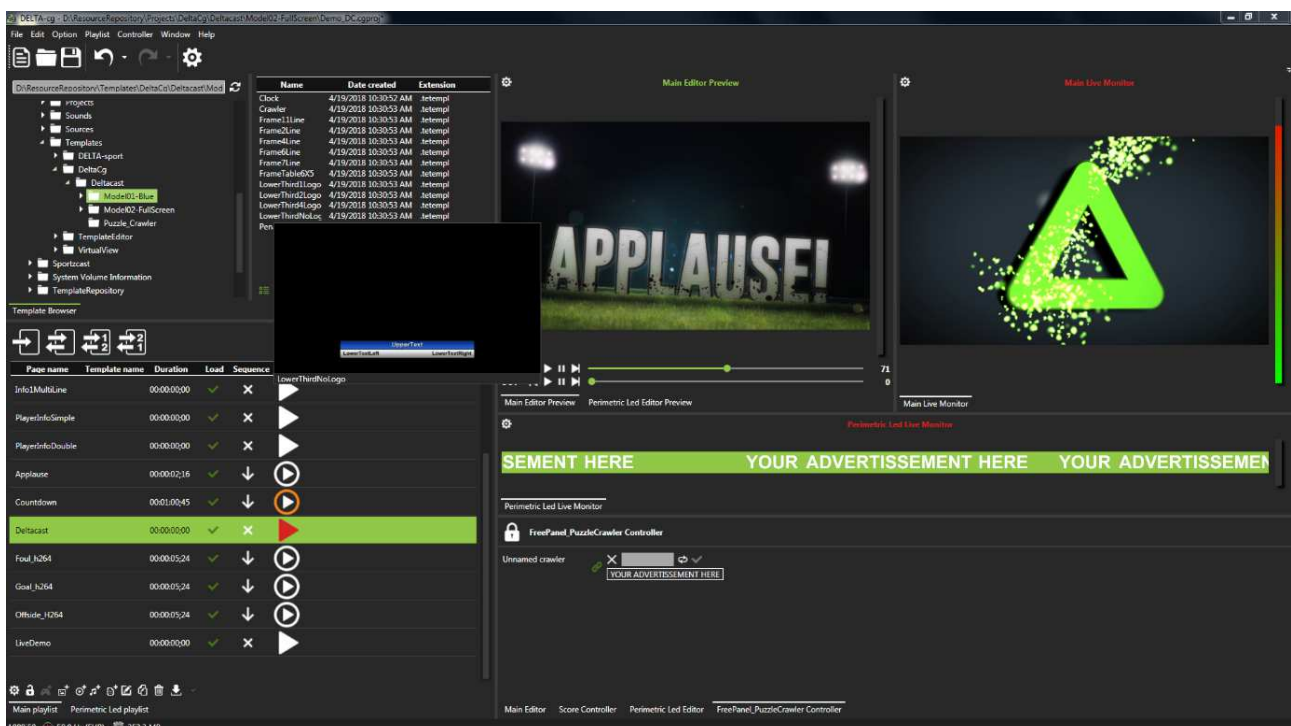 DELTA-cg - D:\ResourceRepository\Projects\DeltaCg\Deltacast\Model02-FullScreen\Demo_DC.cgproj*
File Edit Option Playlist Controller Window Help
D:\ResourceRepository\Templates\DeltaCg\Deltacast\Mod
Projects
Sounds
Sources
Templates
DELTA-sport
DeltaCg
Deltacast
Model01-Blue
Model02-FullScreen
Puzzle_Crawler
TemplateEditor
VirtualView
Sportzcast
System Volume Information
TemplateRepository
Template Browser
Name Date created Extension
Clock 4/19/2018 10:30:52 AM .tetempl
Crawler 4/19/2018 10:30:53 AM .tetempl
Frame11Line 4/19/2018 10:30:53 AM .tetempl
Frame2Line 4/19/2018 10:30:53 AM .tetempl
Frame4Line 4/19/2018 10:30:53 AM .tetempl
Frame6Line 4/19/2018 10:30:53 AM .tetempl
Frame7Line 4/19/2018 10:30:53 AM .tetempl
FrameTable6X5 4/19/2018 10:30:53 AM .tetempl
LowerThird1Logo 4/19/2018 10:30:53 AM .tetempl
LowerThird2Logo 4/19/2018 10:30:53 AM .tetempl
LowerThird4Logo 4/19/2018 10:30:53 AM .tetempl
LowerThirdNoLog 4/19/2018 10:30:53 AM .tetempl
Pen
UpperText
LowerTextLeft LowerTextRight
LowerThirdNoLogo
Page name Template name Duration Load Sequence
Info1MultiLine 00:00:00;00
PlayerInfoSimple 00:00:00;00
PlayerInfoDouble 00:00:00;00
Applause 00:00:02;16
Countdown 00:01:00;45
Deltacast 00:00:00;00
Foul_h264 00:00:05;24
Goal_h264 00:00:05;24
Offside_H264 00:00:05;24
LiveDemo 00:00:00;00
Main playlist Perimetric Led playlist
Main Editor Preview
APPLAUSE!
71
0
Main Editor Preview Perimetric Led Editor Preview
Main Live Monitor
Main Live Monitor
Perimetric Led Live Monitor
SEMENT HERE YOUR ADVERTISSEMENT HERE YOUR ADVERTISSEMEN
Perimetric Led Live Monitor
FreePanel_PuzzleCrawler Controller
Unnamed crawler
YOUR ADVERTISSEMENT HERE
Main Editor Score Controller Perimetric Led Editor FreePanel_PuzzleCrawler Controller